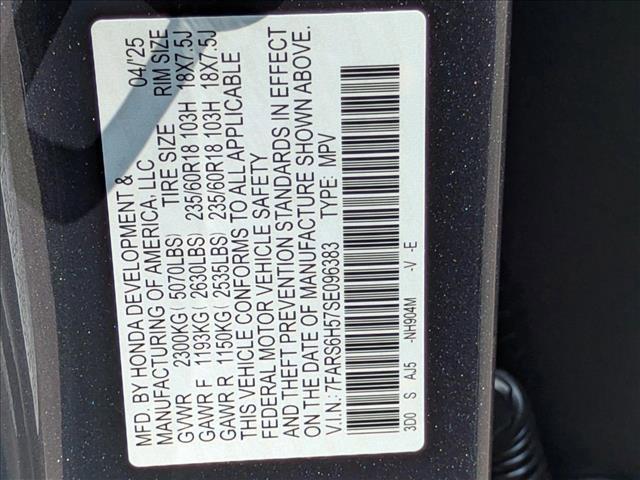 MFD. BY HONDA DEVELOPMENT & 04/'25
MANUFACTURING OF AMERICA, LLC
TIRE SIZE RIM SIZE
GVWR 2300KG ( 5070LBS)
GAWR F 1193KG ( 2630LBS) 235/60R18 103H 18X7.5J
GAWR R 1150KG ( 2535LBS) 235/60R18 103H 18X7.5J
THIS VEHICLE CONFORMS TO ALL APPLICABLE
FEDERAL MOTOR VEHICLE SAFETY
AND THEFT PREVENTION STANDARDS IN EFFECT
ON THE DATE OF MANUFACTURE SHOWN ABOVE.
V.I.N.: 7FARS6H57SE096383 TYPE: MPV
3D0 S AJ5 -NH904M -V -E